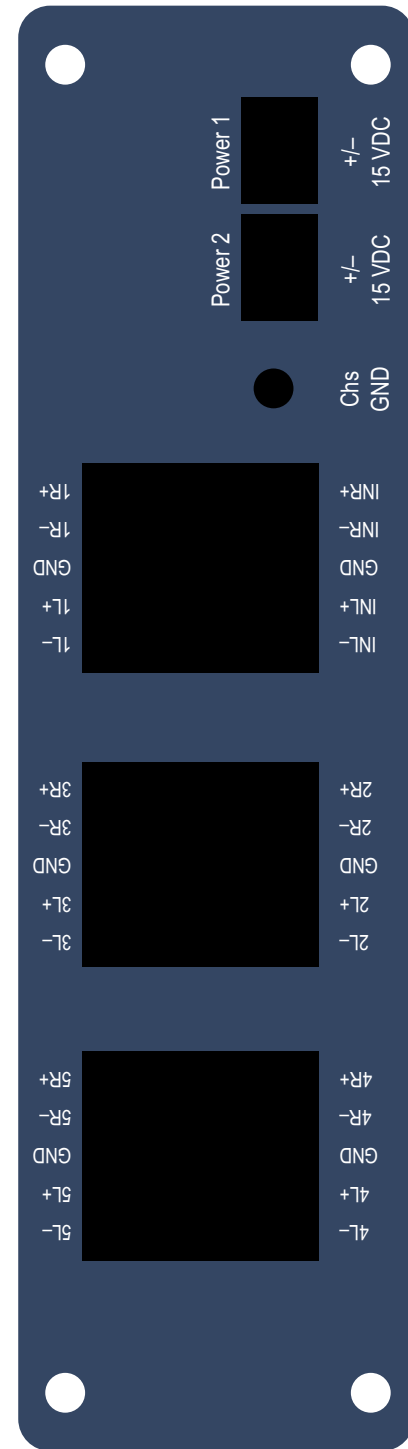 Power 1
+/–
15 VDC
Power 2
+/–
15 VDC
Chs
GND
1R+
1R–
GND
1L+
1L–
INR+
INR–
GND
INL+
INL–
3R+
3R–
GND
3L+
3L–
2R+
2R–
GND
2L+
2L–
5R+
5R–
GND
5L+
5L–
4R+
4R–
GND
4L+
4L–